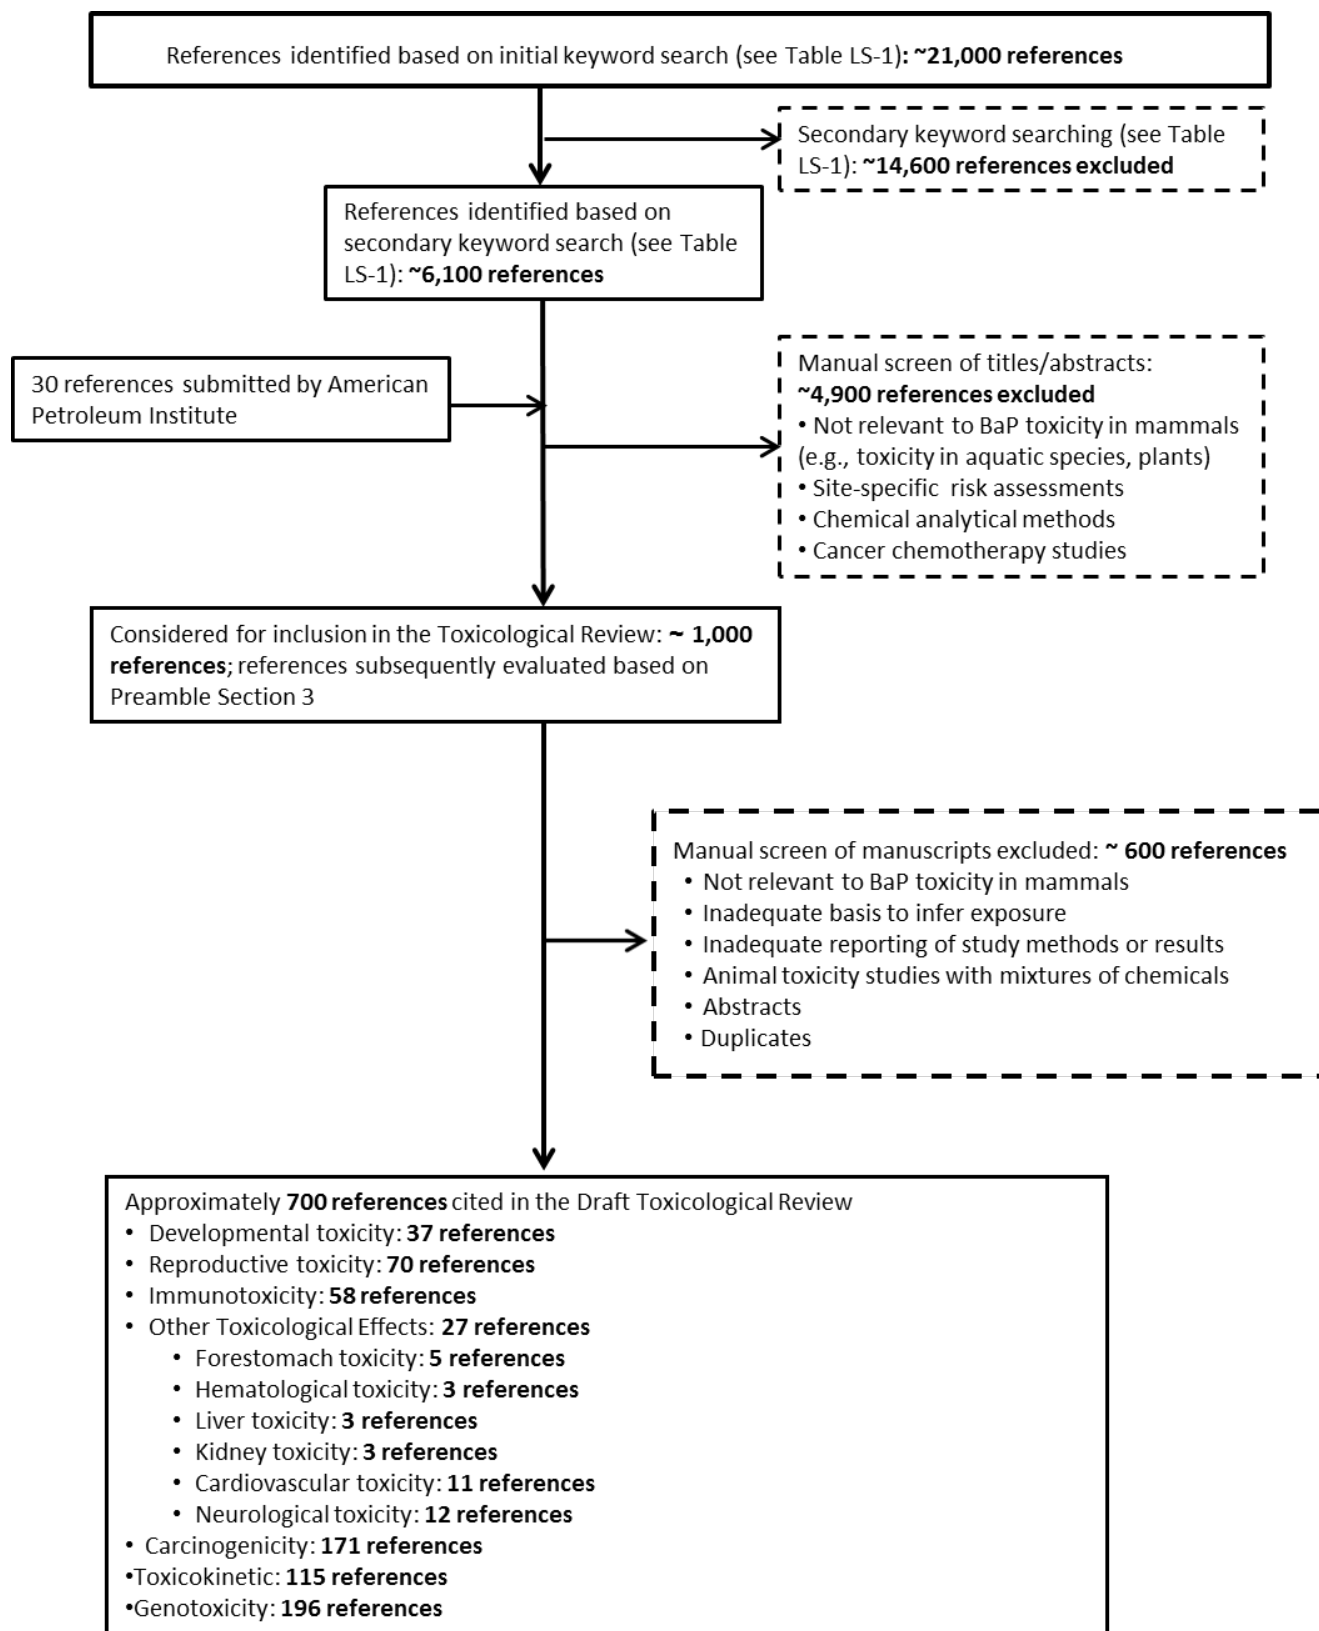 References identified based on initial keyword search (see Table LS-1): ~21,000 references
Secondary keyword searching (see Table
LS-1): ~14,600 references excluded
References identified based on
secondary keyword search (see Table
LS-1): ~6,100 references
30 references submitted by American
Petroleum Institute
Manual screen of titles/abstracts:
~4,900 references excluded
• Not relevant to BaP toxicity in mammals
(e.g., toxicity in aquatic species, plants)
• Site-specific risk assessments
• Chemical analytical methods
• Cancer chemotherapy studies
Considered for inclusion in the Toxicological Review: ~ 1,000
references; references subsequently evaluated based on
Preamble Section 3
Manual screen of manuscripts excluded: ~ 600 references
• Not relevant to BaP toxicity in mammals
• Inadequate basis to infer exposure
• Inadequate reporting of study methods or results
• Animal toxicity studies with mixtures of chemicals
• Abstracts
• Duplicates
Approximately 700 references cited in the Draft Toxicological Review
• Developmental toxicity: 37 references
• Reproductive toxicity: 70 references
• Immunotoxicity: 58 references
• Other Toxicological Effects: 27 references
• Forestomach toxicity: 5 references
• Hematological toxicity: 3 references
• Liver toxicity: 3 references
• Kidney toxicity: 3 references
• Cardiovascular toxicity: 11 references
• Neurological toxicity: 12 references
• Carcinogenicity: 171 references
•Toxicokinetic: 115 references
•Genotoxicity: 196 references